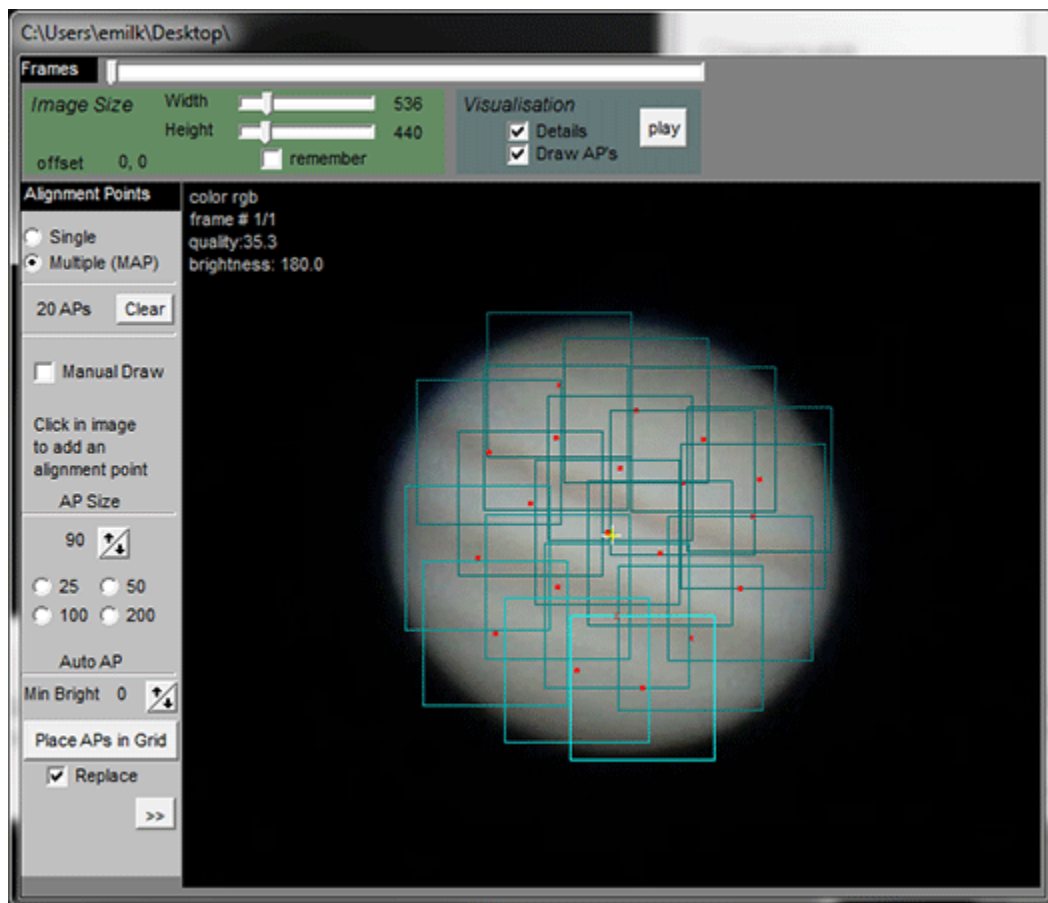 C:\Users\emilk\Desktop\
Frames
Image Size
Width 536
Height 440
offset 0, 0
remember
Visualisation
Details
Draw AP's
play
Alignment Points
Single
Multiple (MAP)
20 APs Clear
Manual Draw
Click in image
to add an
alignment point
AP Size
90
25 50
100 200
Auto AP
Min Bright 0
Place APs in Grid
Replace
>>
color rgb
frame # 1/1
quality:35.3
brightness: 180.0